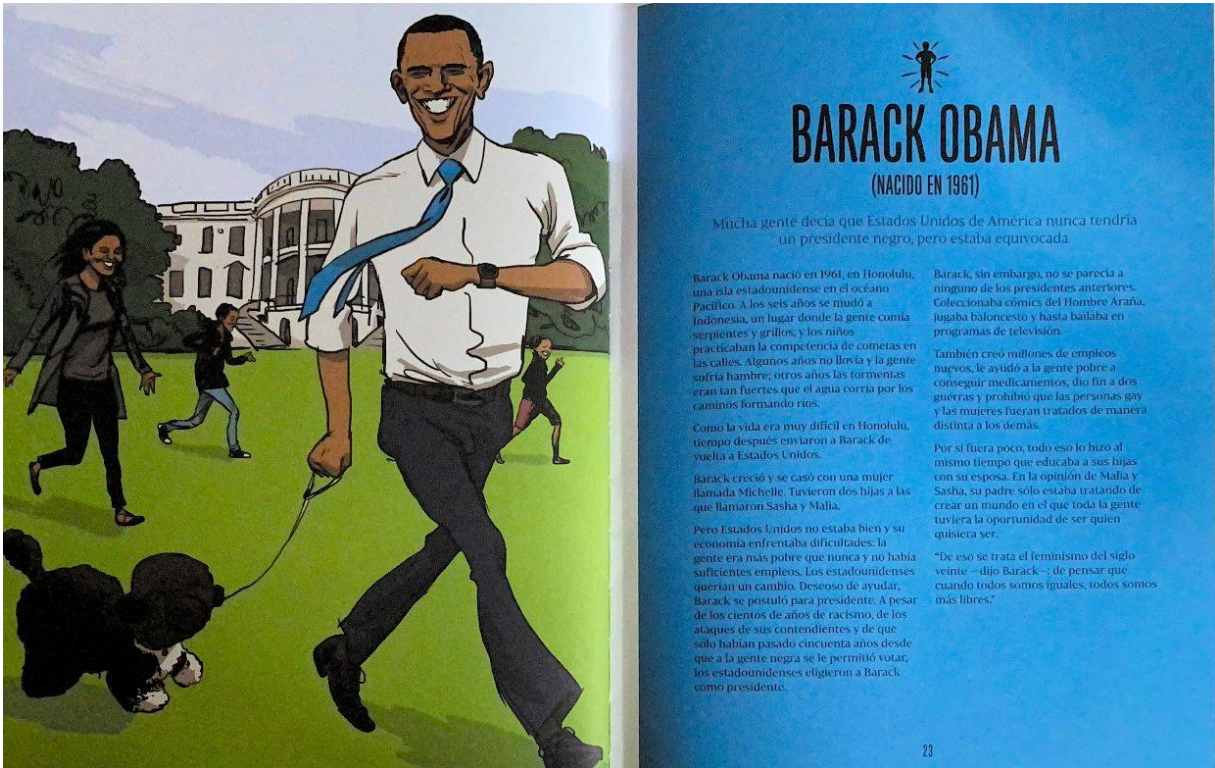 BARACK OBAMA
(NACIDO EN 1961)
Mucha gente decía que Estados Unidos de América nunca tendría
un presidente negro, pero estaba equivocada
Barack Obama nació en 1961, en Honolulu,
una isla estadounidense en el océano
Pacífico. A los seis años se mudó a
Indonesia, un lugar donde la gente comía
serpientes y grillos, y los niños
practicaban la competencia de cometas en
las calles. Algunos años no llovía y la gente
sufría hambre; otros años las tormentas
eran tan fuertes que el agua corría por los
caminos formando ríos.
Como la vida era muy difícil en Honolulu,
tiempo después enviaron a Barack de
vuelta a Estados Unidos.
Barack creció y se casó con una mujer
llamada Michelle. Tuvieron dos hijas a las
que llamaron Sasha y Malia.
Pero Estados Unidos no estaba bien y su
economía enfrentaba dificultades: la
gente era más pobre que nunca y no había
suficientes empleos. Los estadounidenses
querían un cambio. Deseoso de ayudar,
Barack se postuló para presidente. A pesar
de los cientos de años de racismo, de los
ataques de sus contendientes y de que
sólo habían pasado cincuenta años desde
que a la gente negra se le permitió votar,
los estadounidenses eligieron a Barack
como presidente.
Barack, sin embargo, no se parecía a
ninguno de los presidentes anteriores.
Coleccionaba cómics del Hombre Araña,
jugaba baloncesto y hasta bailaba en
programas de televisión.
También creó millones de empleos
nuevos, le ayudó a la gente pobre a
conseguir medicamentos, dio fin a dos
guerras y prohibió que las personas gay
y las mujeres fueran tratados de manera
distinta a los demás.
Por si fuera poco, todo eso lo hizo al
mismo tiempo que educaba a sus hijas
con su esposa. En la opinión de Malia y
Sasha, su padre sólo estaba tratando de
crear un mundo en el que toda la gente
tuviera la oportunidad de ser quien
quisiera ser.
"De eso se trata el feminismo del siglo
veinte —dijo Barack—: de pensar que
cuando todos somos iguales, todos somos
más libres."
23